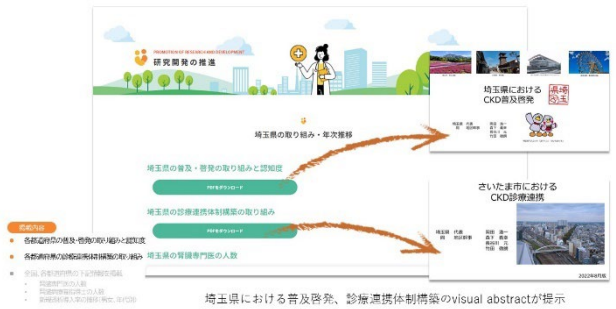 PROMOTION OF RESEARCH AND DEVELOPMENT
研究開発の推進
埼玉県の取り組み・年次推移
埼玉県の普及・啓発の取り組みと認知度
PDFをダウンロード
埼玉県の診療連携体制構築の取り組み
PDFをダウンロード
埼玉県の腎臓専門医の人数
埼玉県における
CKD普及啓発
埼玉県 代表
さいたま市における
CKD診療連携
埼玉県 代表
2022年8月版
掲載内容
各都道府県の普及・啓発の取り組みと認知度
各都道府県の診療連携体制構築の取り組み
埼玉県における普及啓発、診療連携体制構築のvisual abstractが提示